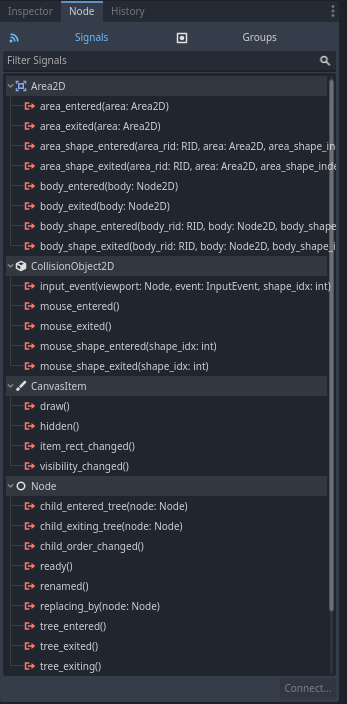 Inspector Node History
Signals Groups
Filter Signals
Area2D
area_entered(area: Area2D)
area_exited(area: Area2D)
area_shape_entered(area_rid: RID, area: Area2D, area_shape_in
area_shape_exited(area_rid: RID, area: Area2D, area_shape_inde
body_entered(body: Node2D)
body_exited(body: Node2D)
body_shape_entered(body_rid: RID, body: Node2D, body_shape
body_shape_exited(body_rid: RID, body: Node2D, body_shape_i
CollisionObject2D
input_event(viewport: Node, event: InputEvent, shape_idx: int)
mouse_entered()
mouse_exited()
mouse_shape_entered(shape_idx: int)
mouse_shape_exited(shape_idx: int)
CanvasItem
draw()
hidden()
item_rect_changed()
visibility_changed()
Node
child_entered_tree(node: Node)
child_exiting_tree(node: Node)
child_order_changed()
ready()
renamed()
replacing_by(node: Node)
tree_entered()
tree_exited()
tree_exiting()
Connect...